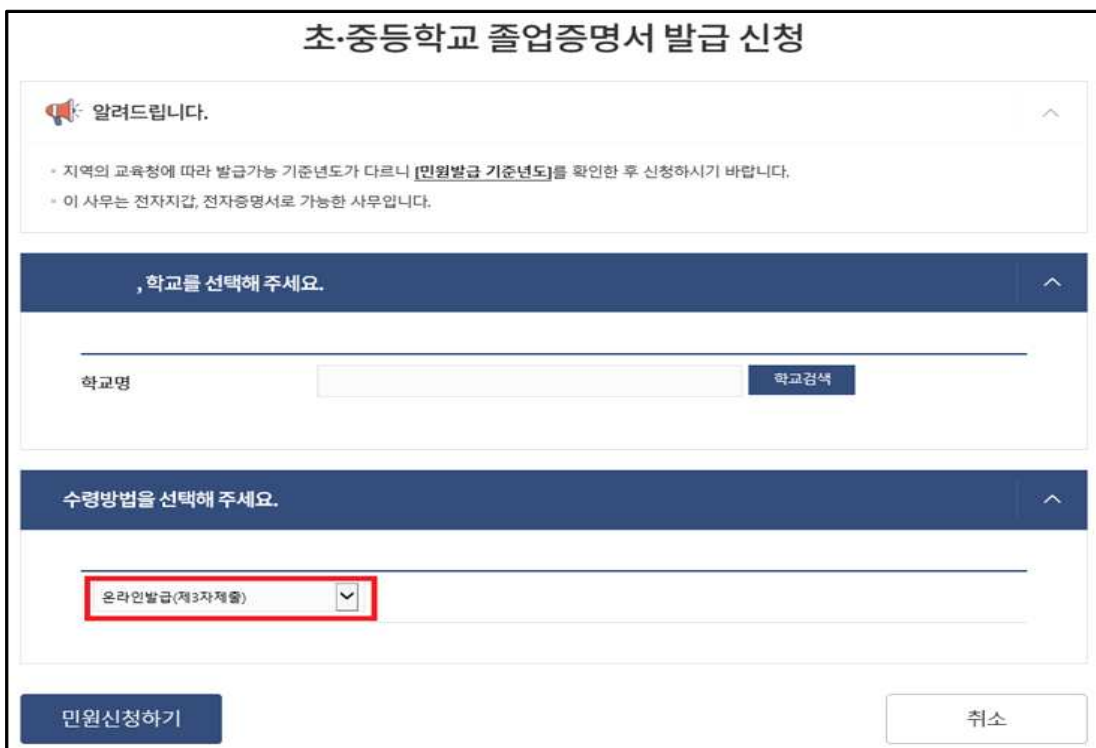 초·중등학교 졸업증명서 발급 신청
알려드립니다.
◦ 지역의 교육청에 따라 발급가능 기준년도가 다르니 [민원발급 기준년도]를 확인한 후 신청하시기 바랍니다.
◦ 이 사무는 전자지갑, 전자증명서로 가능한 사무입니다.
, 학교를 선택해 주세요.
학교명
학교검색
수령방법을 선택해 주세요.
온라인발급(제3자제출)
민원신청하기
취소